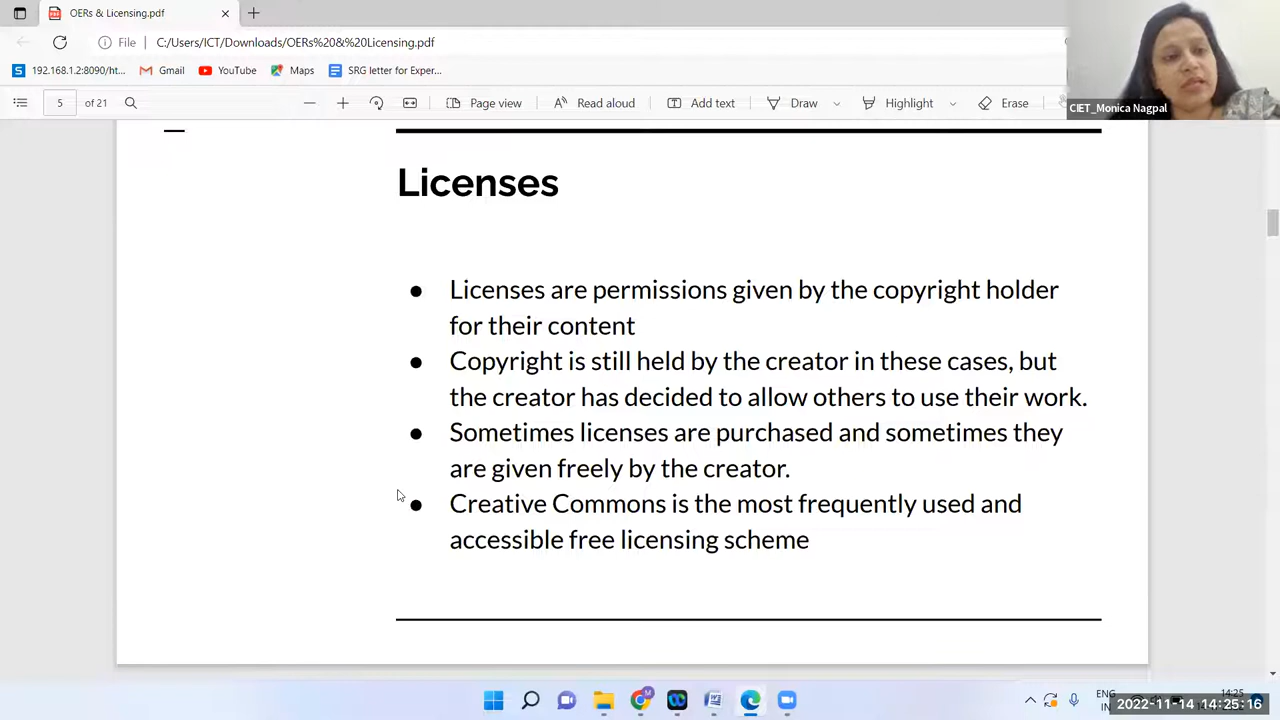 OERs & Licensing.pdf
File
C:/Users/ICT/Downloads/OERs%20&%20Licensing.pdf
192.168.1.2:8090/ht...
Gmail
YouTube
Maps
SRG letter for Exper...
5
of 21
Page view
Read aloud
Add text
Draw
Highlight
Erase
CIET_Monica Nagpal
Licenses
Licenses are permissions given by the copyright holder
for their content
Copyright is still held by the creator in these cases, but
the creator has decided to allow others to use their work.
Sometimes licenses are purchased and sometimes they
are given freely by the creator.
Creative Commons is the most frequently used and
accessible free licensing scheme
ENG
IN
14:25
2022-11-14 14:25:16